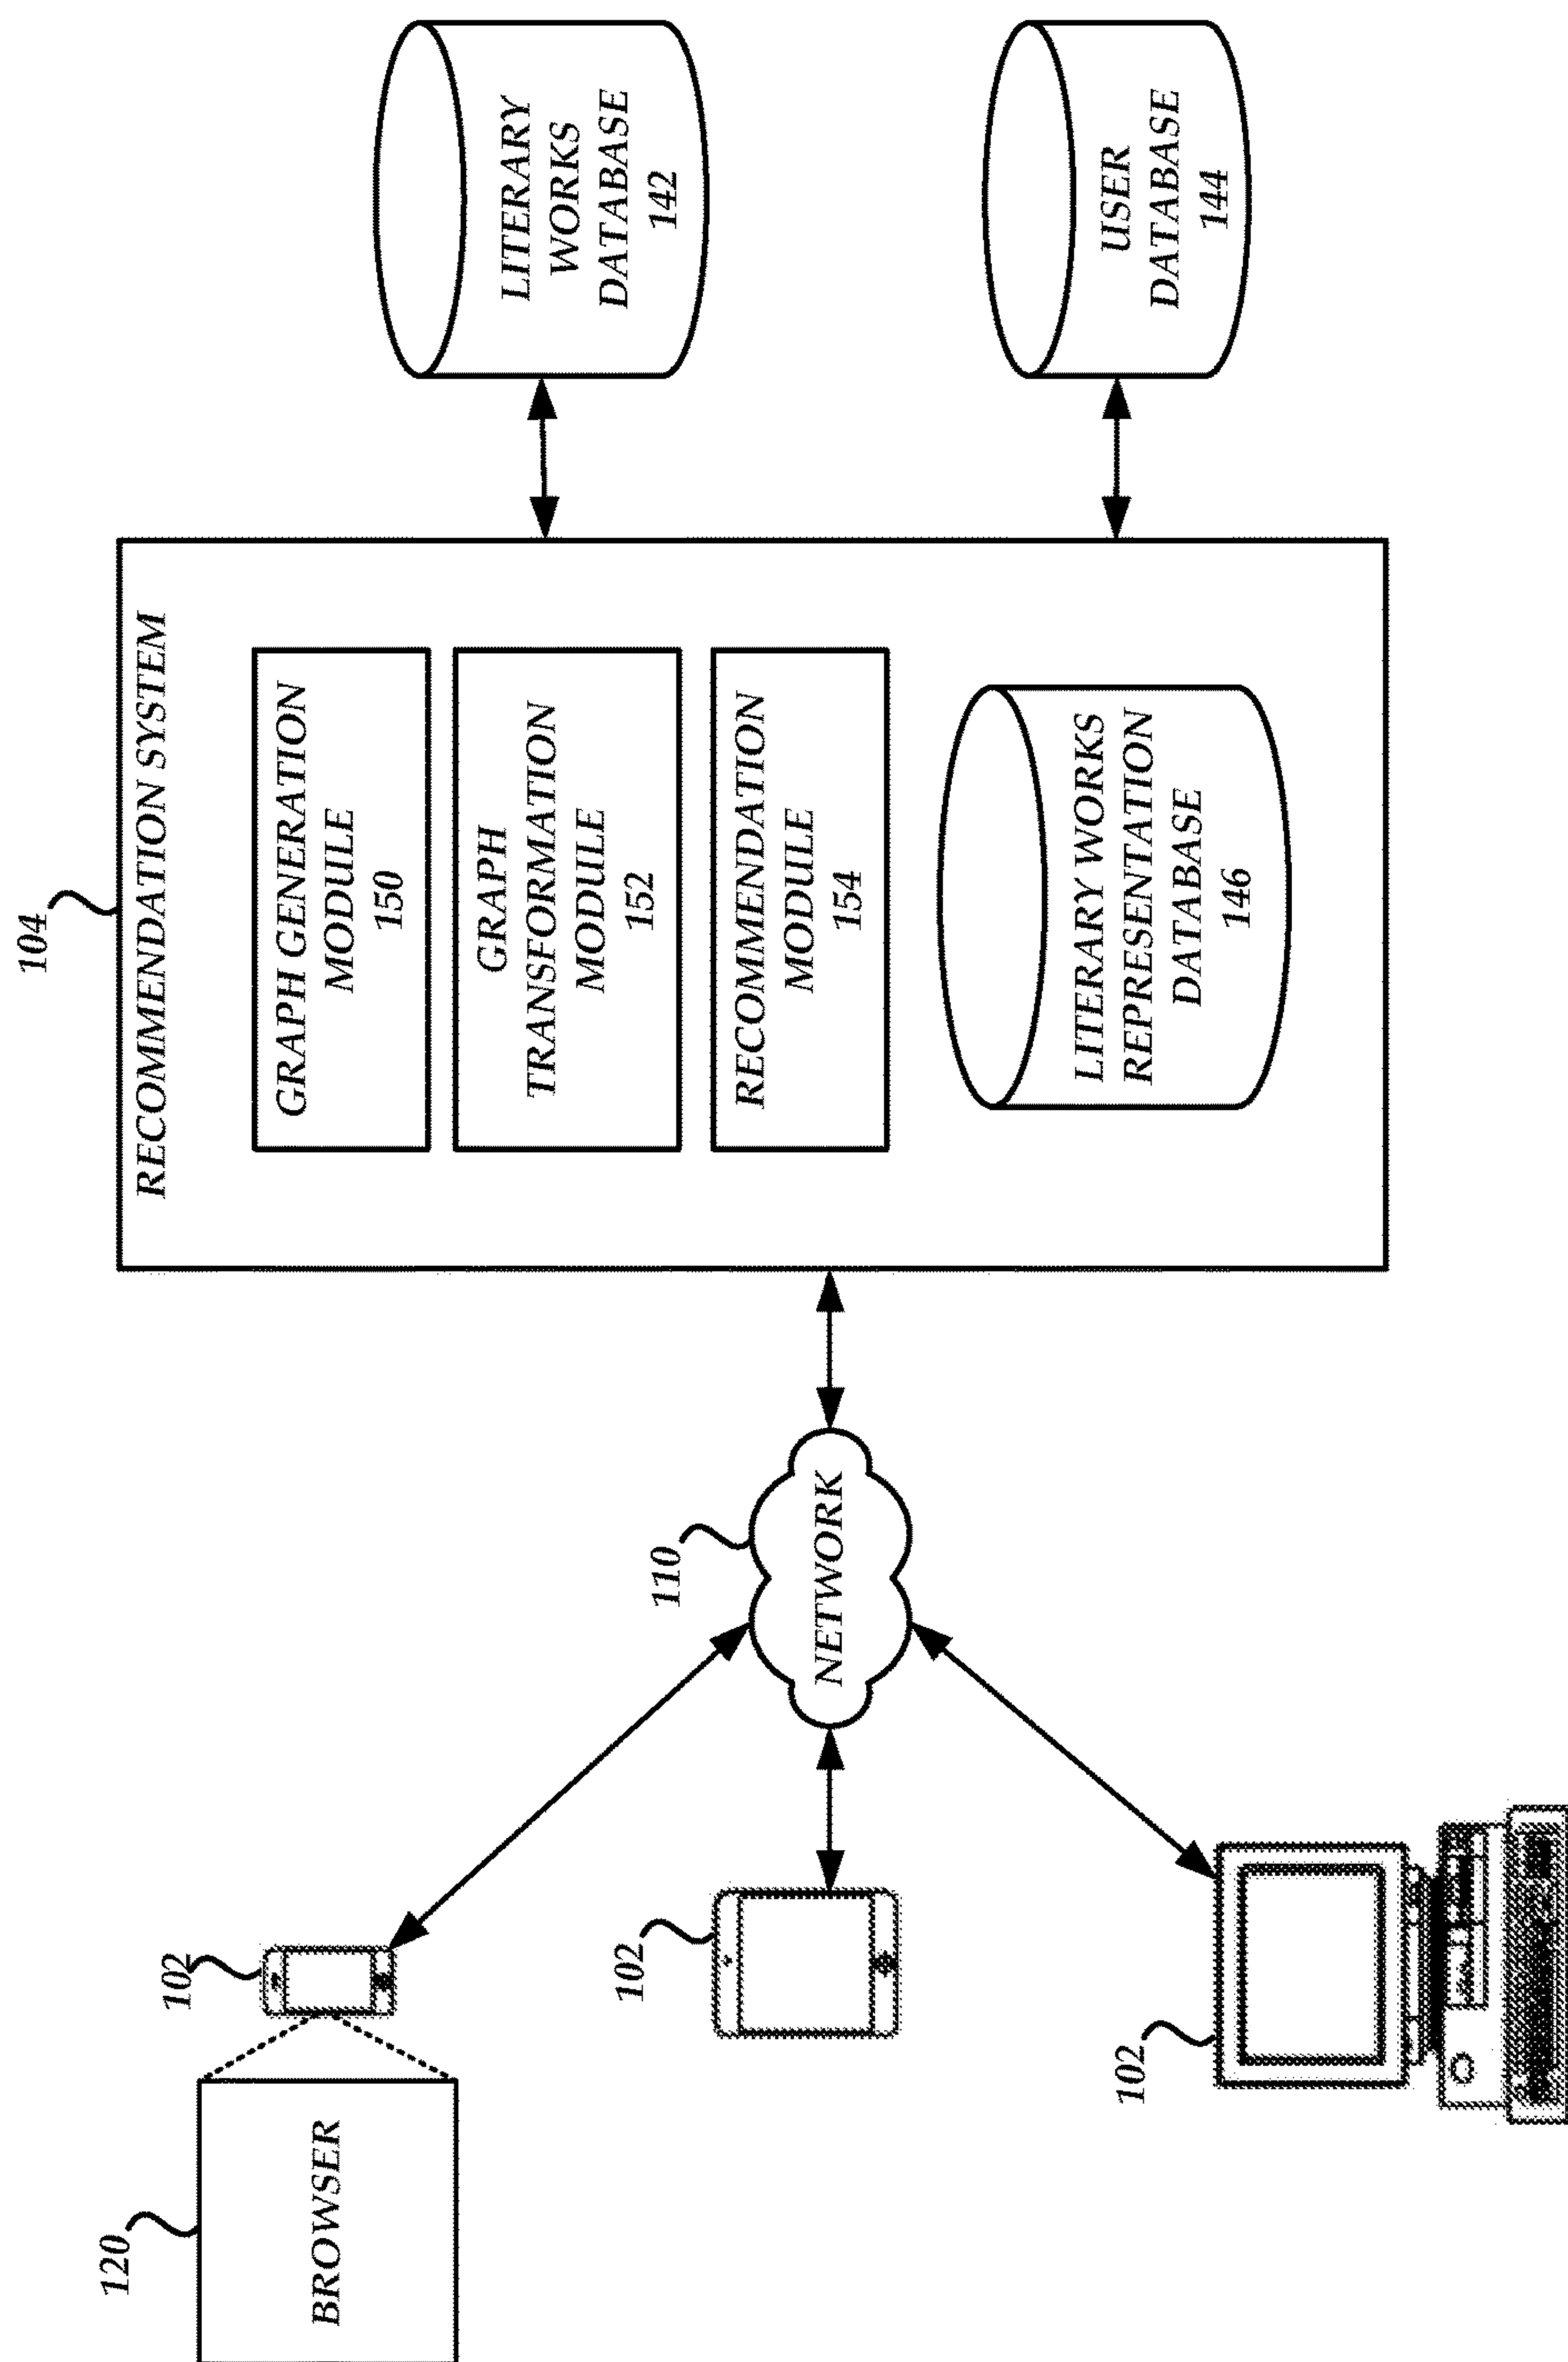 120
BROWSER
102
102
102
110
NETWORK
104
RECOMMENDATION SYSTEM
GRAPH GENERATION
MODULE
150
GRAPH
TRANSFORMATION
MODULE
152
RECOMMENDATION
MODULE
154
LITERARY WORKS
REPRESENTATION
DATABASE
146
LITERARY
WORKS
DATABASE
142
USER
DATABASE
144